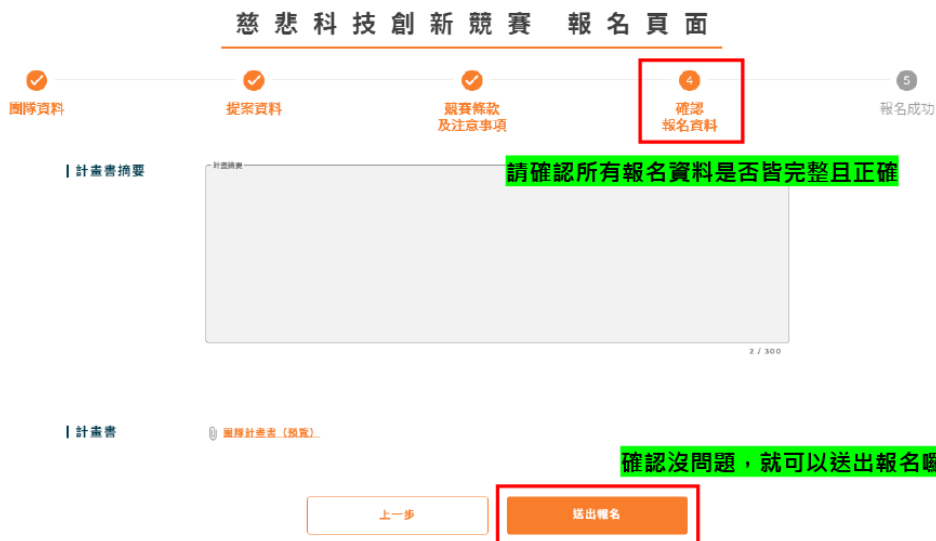 慈悲科技創新競賽 報名頁面
4
5
團隊資料
提案資料
競賽條款
及注意事項
確認
報名資料
報名成功
計畫書摘要
計畫摘要
請確認所有報名資料是否皆完整且正確
2 / 300
計畫書
團隊計畫書（預覽）
確認沒問題，就可以送出報名囉
上一步
送出報名